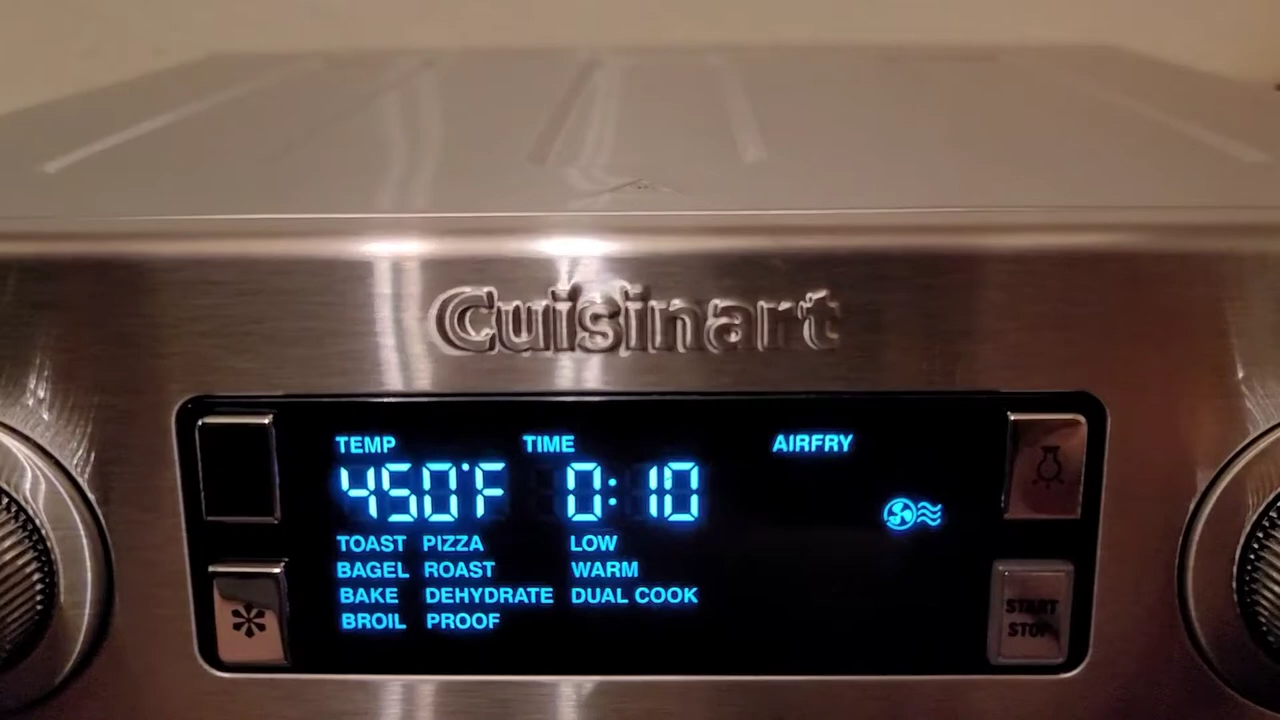 Cuisinart
TEMP TIME AIRFRY
450°F 0:10
TOAST PIZZA LOW
BAGEL ROAST WARM
BAKE DEHYDRATE DUAL COOK
BROIL PROOF
START
STOP